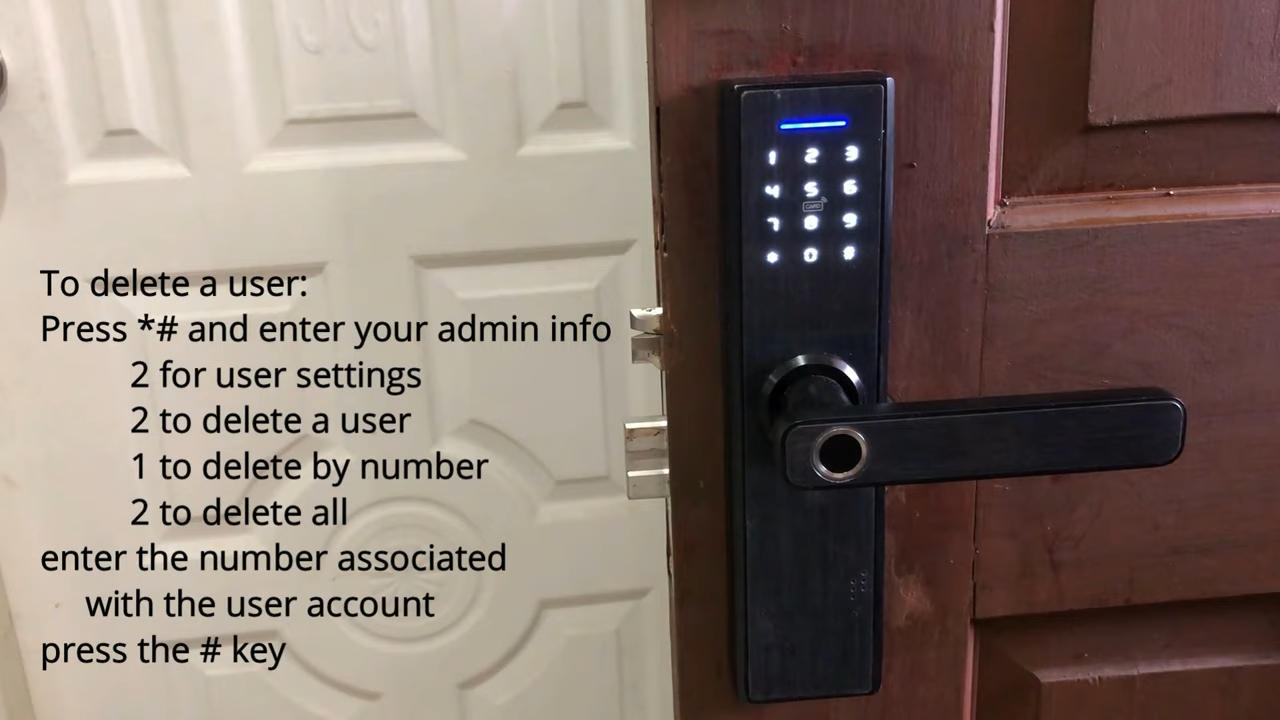 To delete a user:
Press *# and enter your admin info
2 for user settings
2 to delete a user
1 to delete by number
2 to delete all
enter the number associated
with the user account
press the # key
1 2 3
4 5 6
CARD
7 8 9
* 0 #